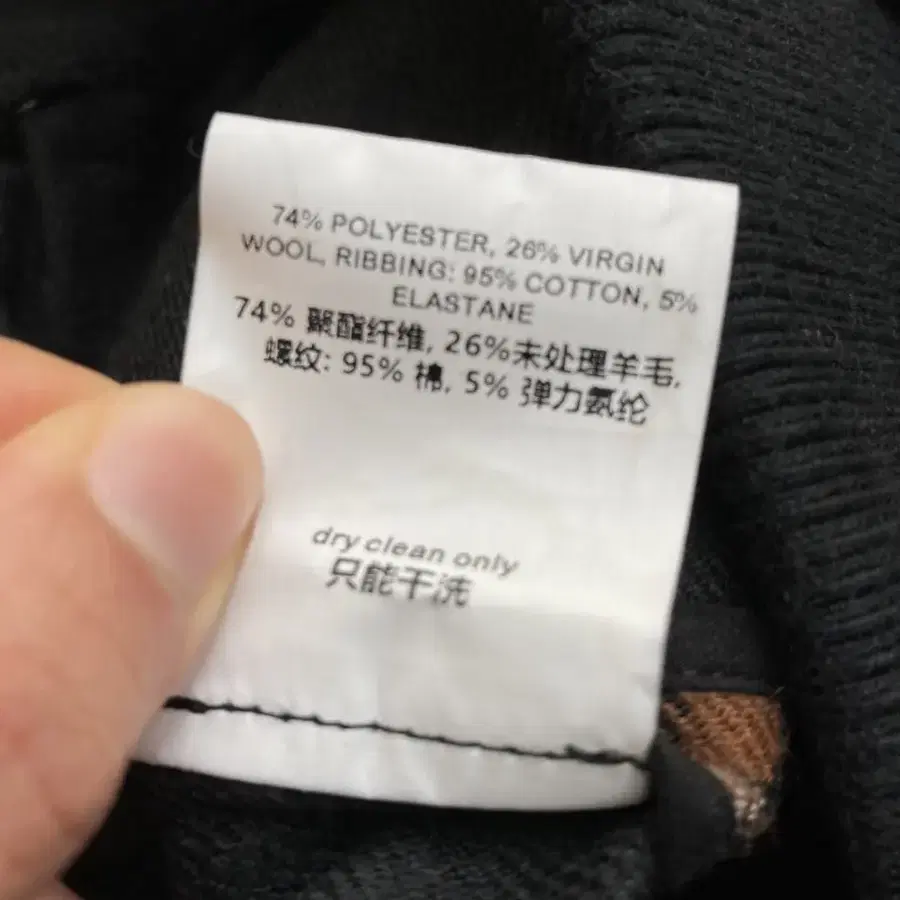 74% POLYESTER, 26% VIRGIN
WOOL, RIBBING: 95% COTTON, 5%
ELASTANE
74% 聚酯纤维, 26%未处理羊毛,
螺纹: 95% 棉, 5% 弹力氨纶
dry clean only
只能干洗